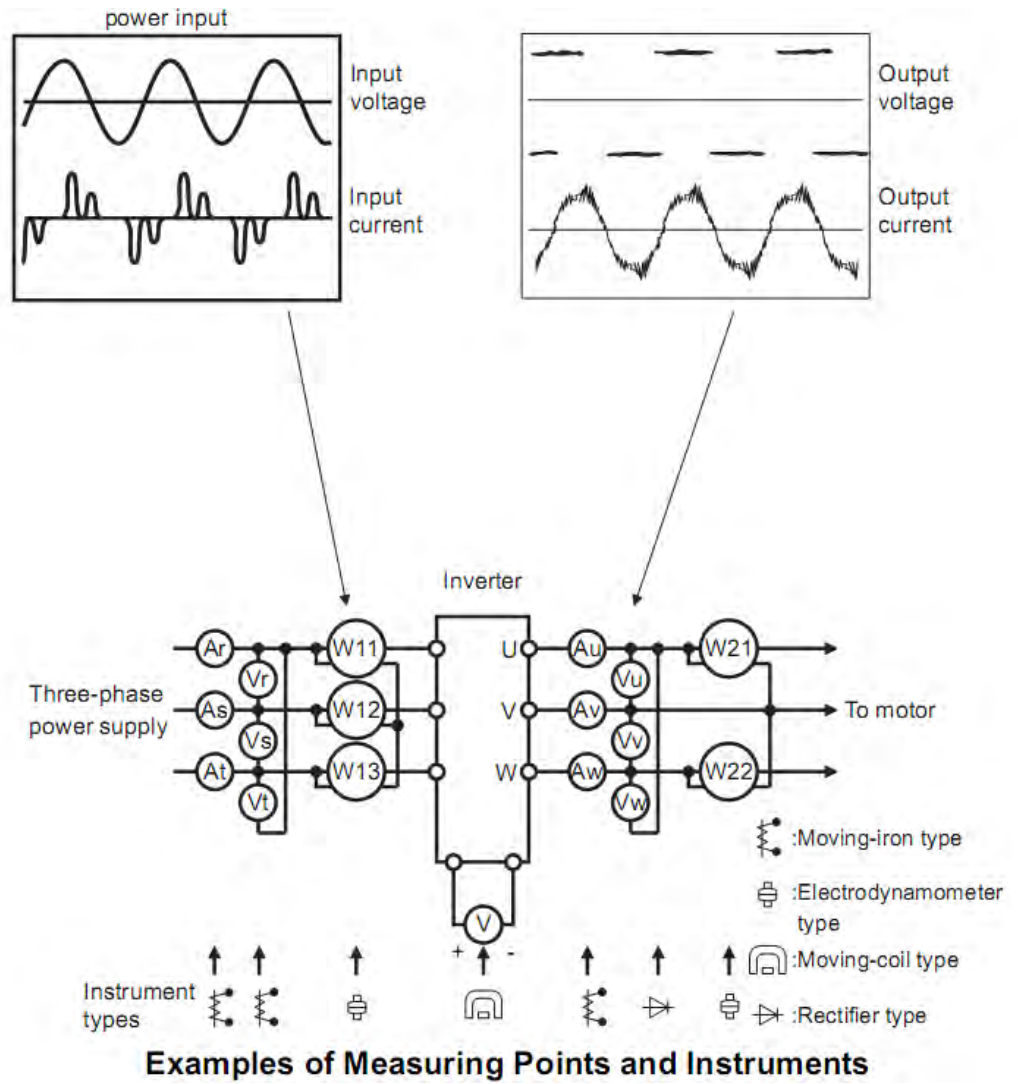 power input
Input
voltage
Input
current
Output
voltage
Output
current
Inverter
Three-phase
power supply
Ar
Vr
As
Vs
At
Vt
W11
W12
W13
U
V
W
Au
Vu
Av
Vv
Aw
Vw
W21
W22
To motor
V
+ -
:Moving-iron type
:Electrodynamometer
type
:Moving-coil type
:Rectifier type
Instrument
types
Examples of Measuring Points and Instruments